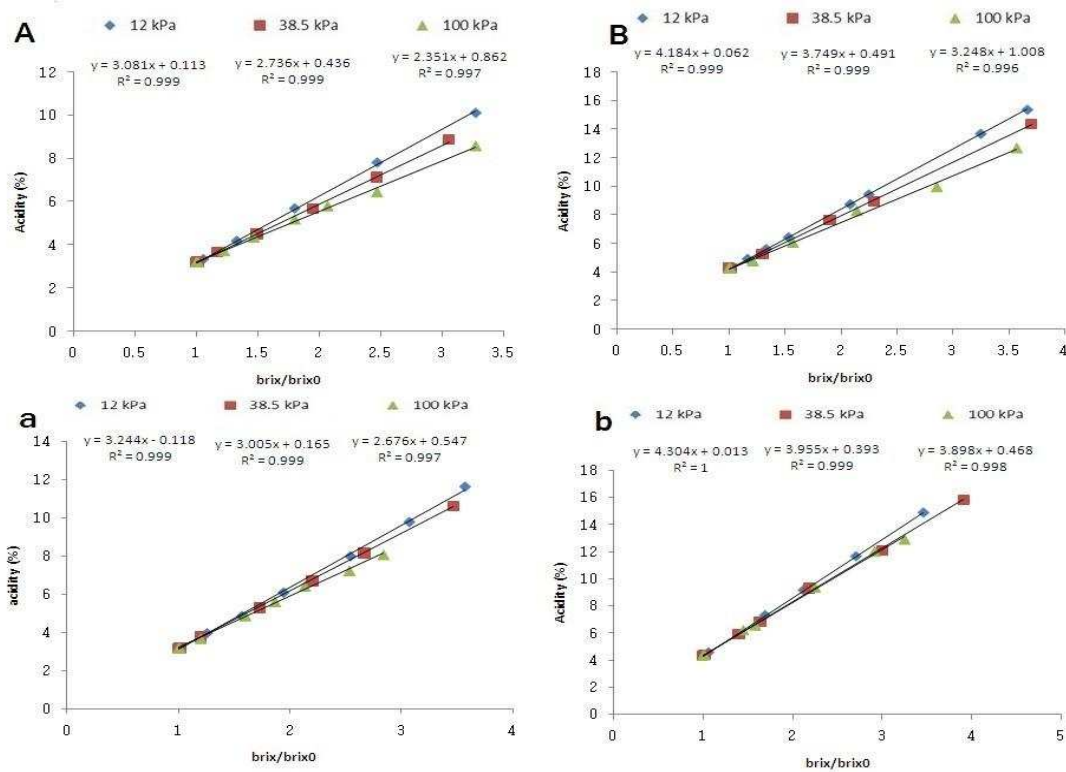 A
12 kPa 38.5 kPa 100 kPa
y = 3.081x + 0.113 y = 2.736x + 0.436 y = 2.351x + 0.862
R² = 0.999 R² = 0.999 R² = 0.997
12
10
8
6
4
2
0
Acidity (%)
0 0.5 1 1.5 2 2.5 3 3.5
brix/brix0
B
12 kPa 38.5 kPa 100 kPa
y = 4.184x + 0.062 y = 3.749x + 0.491 y = 3.248x + 1.008
R² = 0.999 R² = 0.999 R² = 0.996
18
16
14
12
10
8
6
4
2
0
Acidity (%)
0 0.5 1 1.5 2 2.5 3 3.5 4
brix/brix0
a
12 kPa 38.5 kPa 100 kPa
y = 3.244x - 0.118 y = 3.005x + 0.165 y = 2.676x + 0.547
R² = 0.999 R² = 0.999 R² = 0.997
14
12
10
8
6
4
2
0
acidity (%)
0 1 2 3 4
brix/brix0
b
12 kPa 38.5 kPa 100 kPa
y = 4.304x + 0.013 y = 3.955x + 0.393 y = 3.898x + 0.468
R² = 1 R² = 0.999 R² = 0.998
18
16
14
12
10
8
6
4
2
0
Acidity (%)
0 1 2 3 4 5
brix/brix0